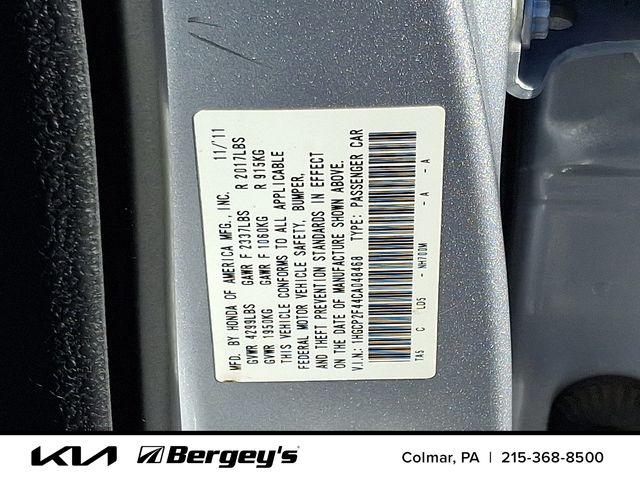 MFD. BY HONDA OF AMERICA MFG., INC. 11/'11
GVWR 4299LBS GAWR F 2337LBS R 2017LBS
GVWR 1950KG GAWR F 1060KG R 915KG
THIS VEHICLE CONFORMS TO ALL APPLICABLE
FEDERAL MOTOR VEHICLE SAFETY, BUMPER,
AND THEFT PREVENTION STANDARDS IN EFFECT
ON THE DATE OF MANUFACTURE SHOWN ABOVE.
V.I.N: 1HGCP2F44CA048468 TYPE: PASSENGER CAR
TA5 C LD5 - NH700M - A - A
KIA Bergey's Colmar, PA | 215-368-8500